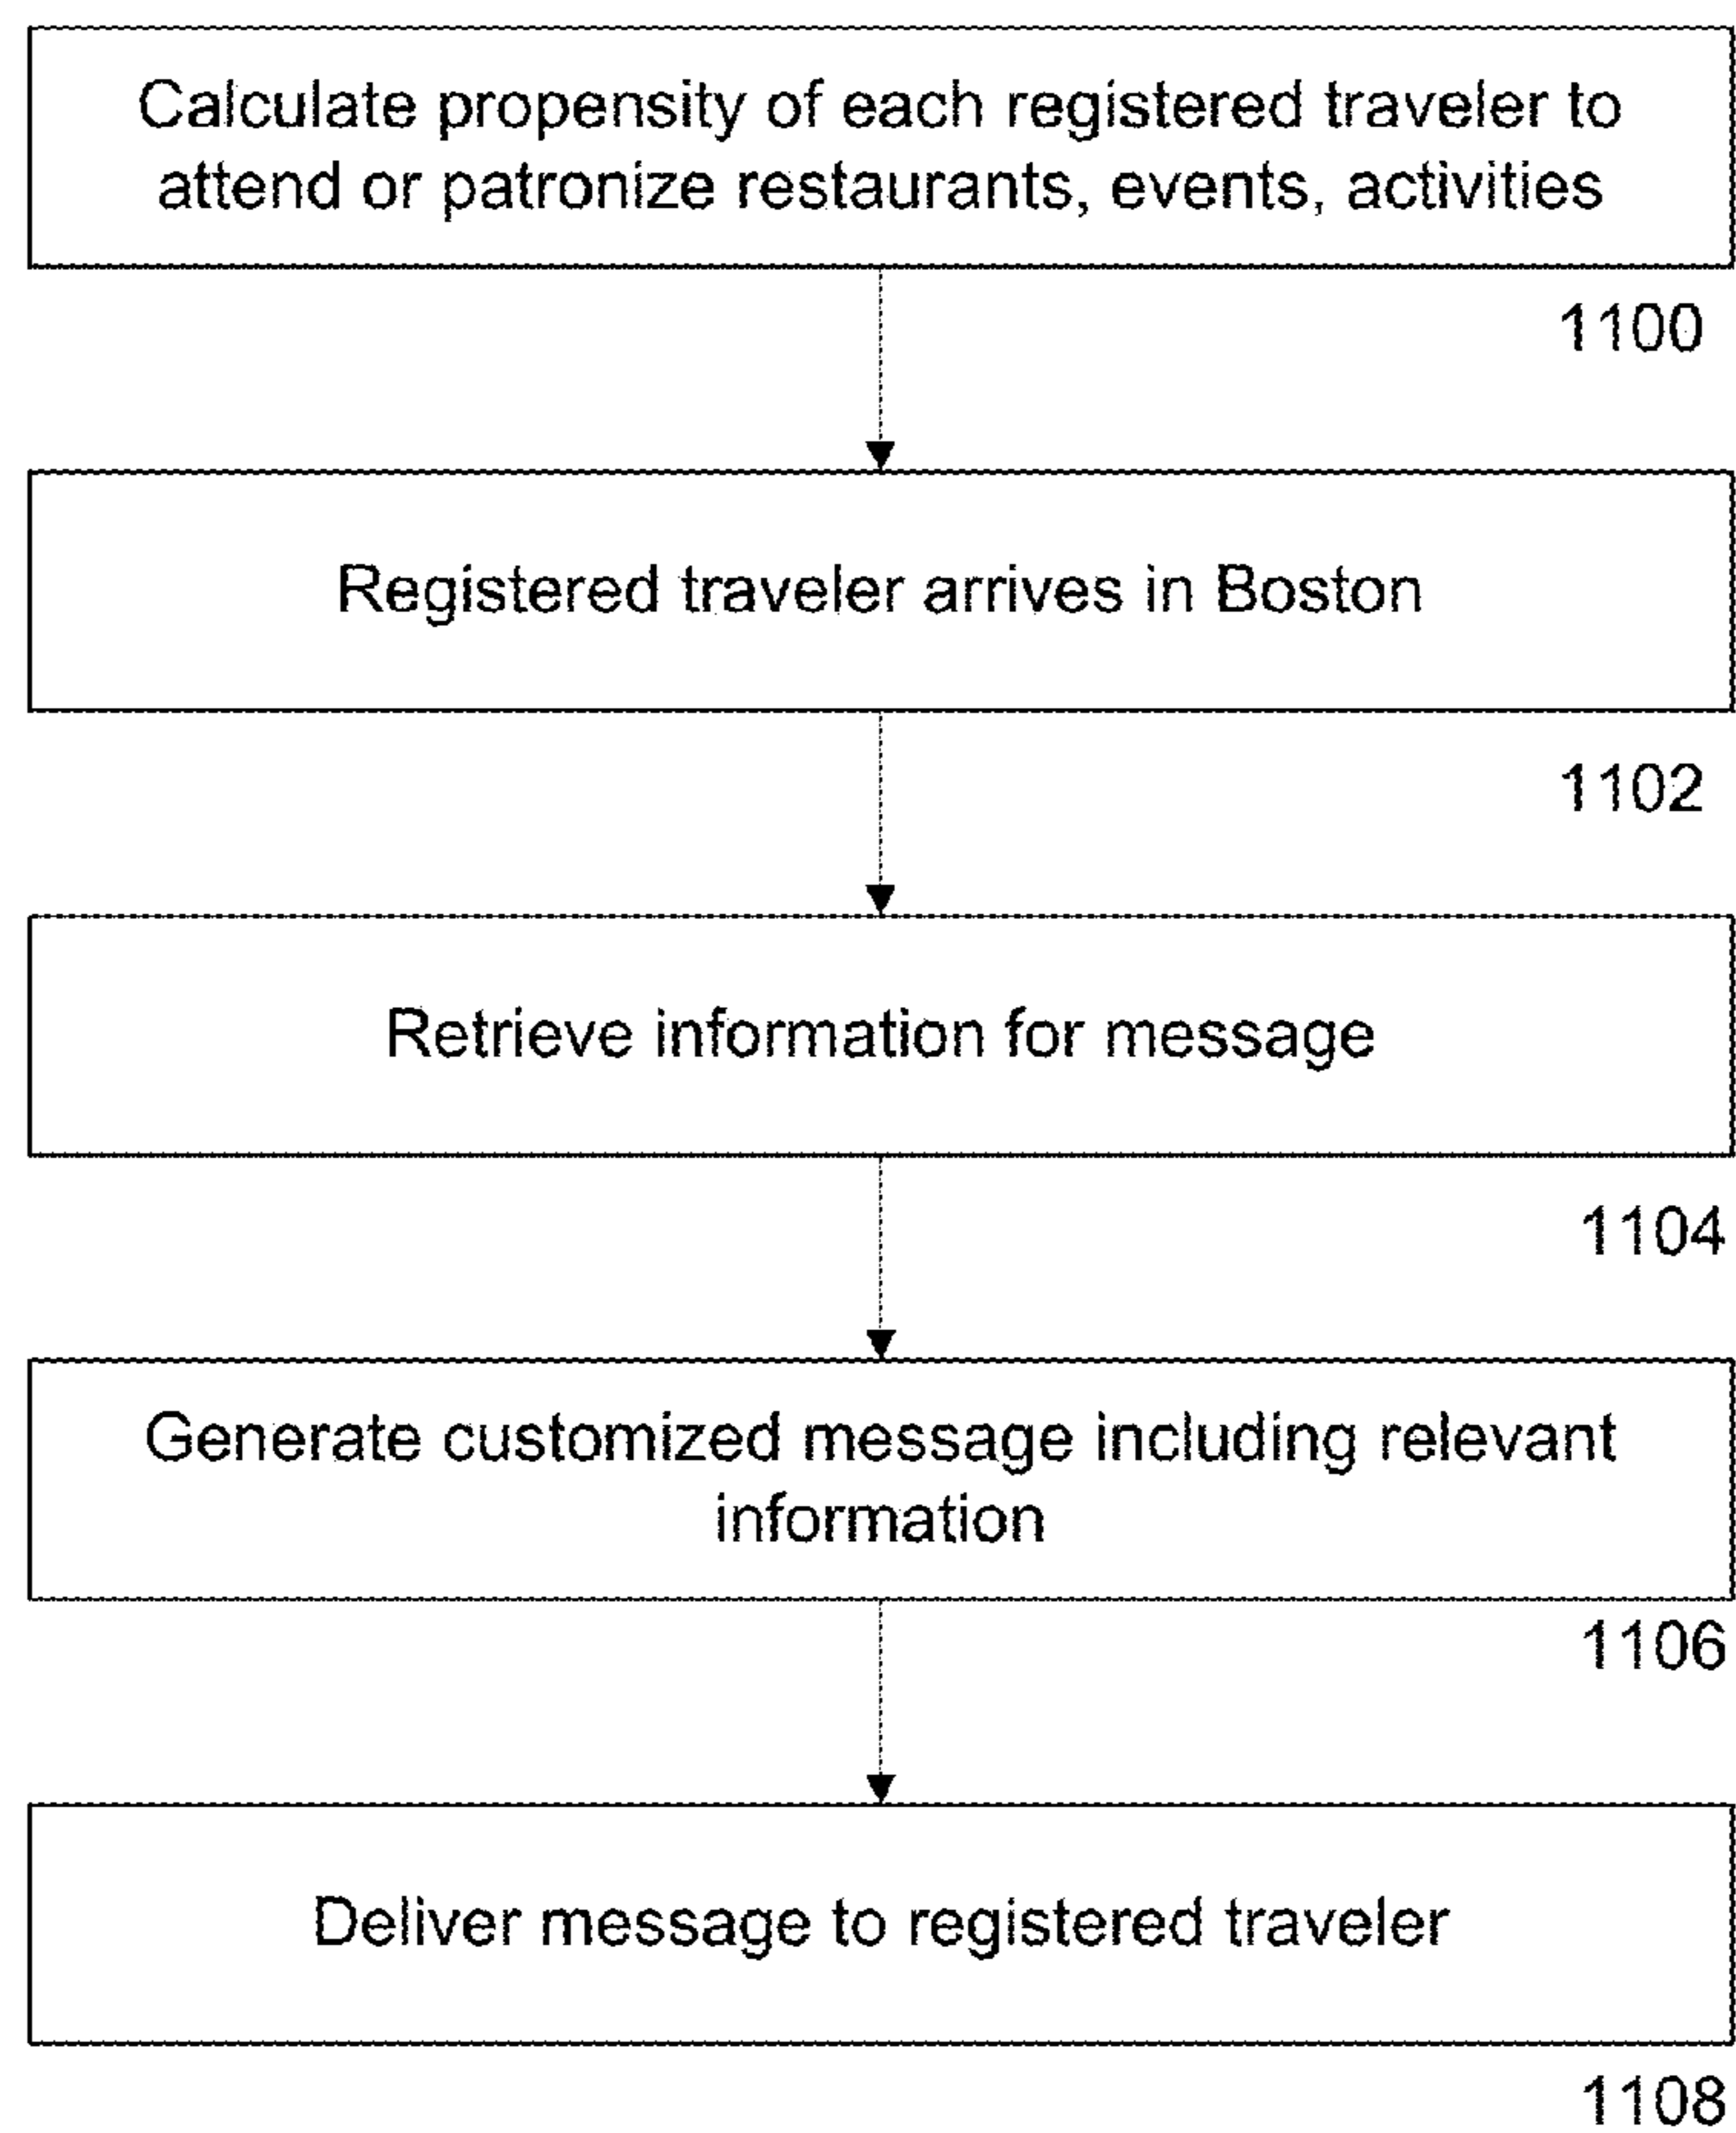 Calculate propensity of each registered traveler to
attend or patronize restaurants, events, activities
1100
Registered traveler arrives in Boston
1102
Retrieve information for message
1104
Generate customized message including relevant
information
1106
Deliver message to registered traveler
1108